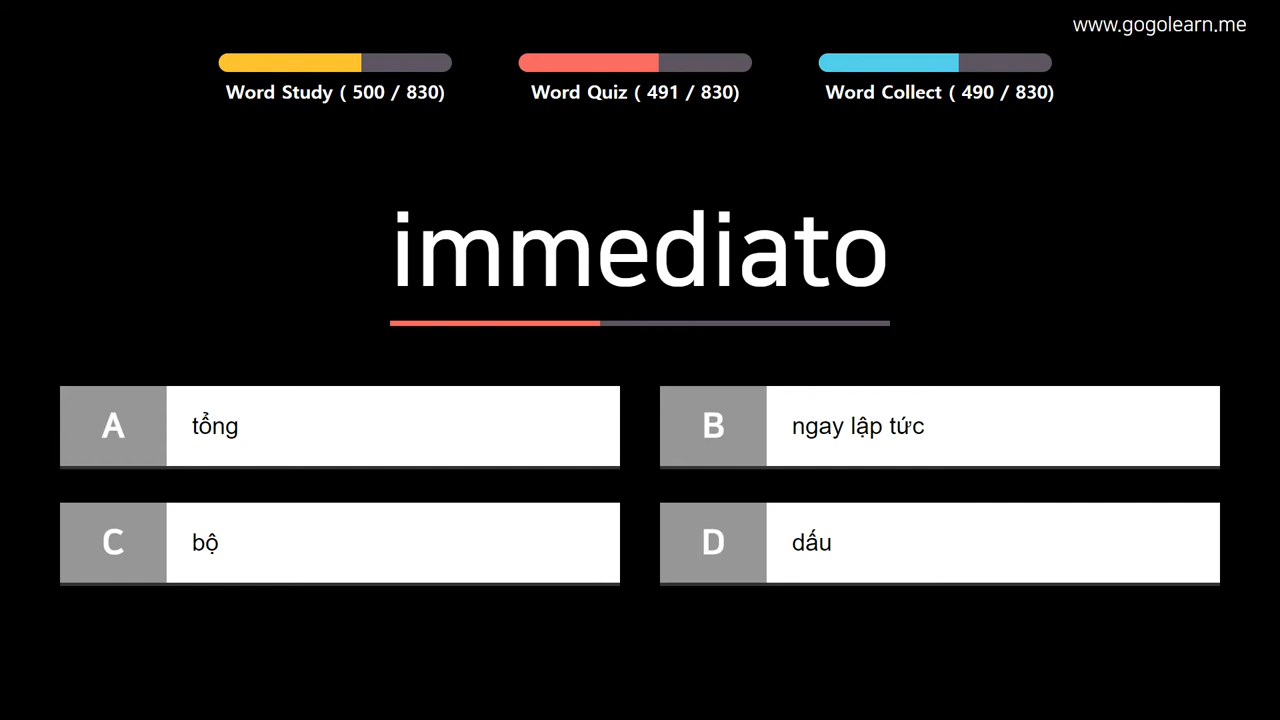 www.gogolearn.me
Word Study ( 500 / 830)
Word Quiz ( 491 / 830)
Word Collect ( 490 / 830)
immediato
A
tổng
B
ngay lập tức
C
bộ
D
dấu